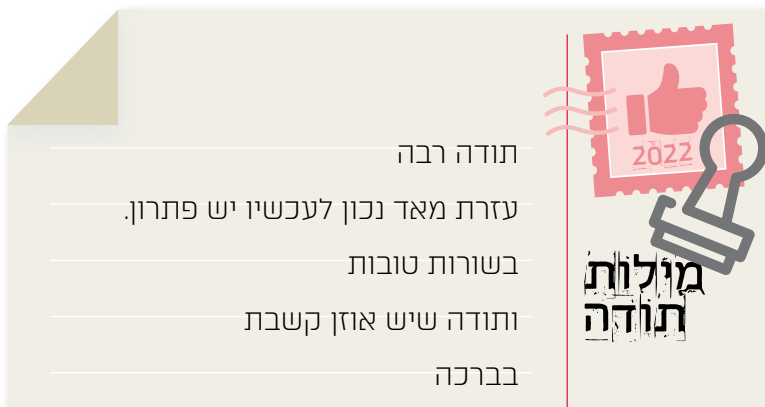 תודה רבה
עזרת מאד נכון לעכשיו יש פתרון.
בשורות טובות
ותודה שיש אוזן קשבת
בברכה
2022
מילות
תודה